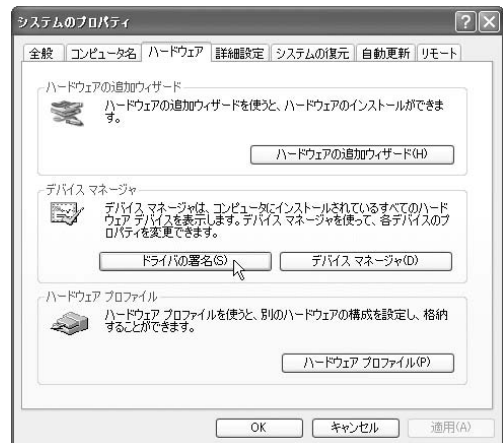 システムのプロパティ
全般 コンピュータ名 ハードウェア 詳細設定 システムの復元 自動更新 リモート
ハードウェアの追加ウィザード
ハードウェアの追加ウィザードを使うと、ハードウェアのインストールができま
す。
ハードウェアの追加ウィザード(H)
デバイス マネージャ
デバイス マネージャは、コンピュータにインストールされているすべてのハード
ウェア デバイスを表示します。デバイス マネージャを使って、各デバイスのプ
ロパティを変更できます。
ドライバの署名(S) デバイス マネージャ(D)
ハードウェア プロファイル
ハードウェア プロファイルを使うと、別のハードウェアの構成を設定し、格納
することができます。
ハードウェア プロファイル(P)
OK キャンセル 適用(A)